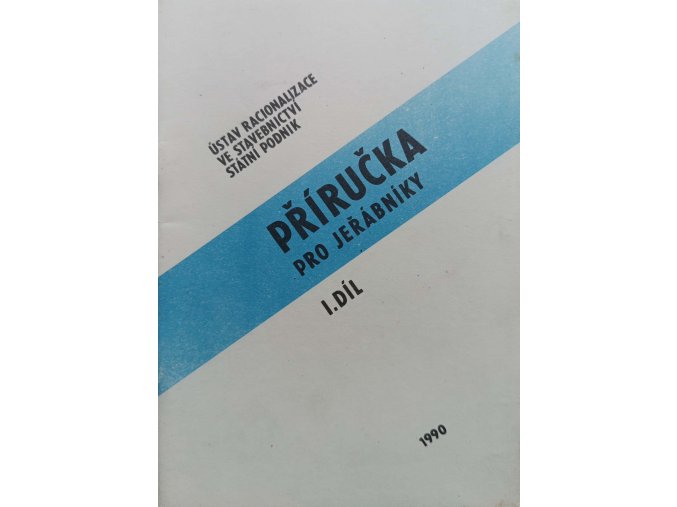 ÚSTAV RACIONALIZACE
VE STAVEBNICTVÍ
STÁTNÍ PODNIK
PŘÍRUČKA
PRO JEŘÁBNÍKY
I. DÍL
1990